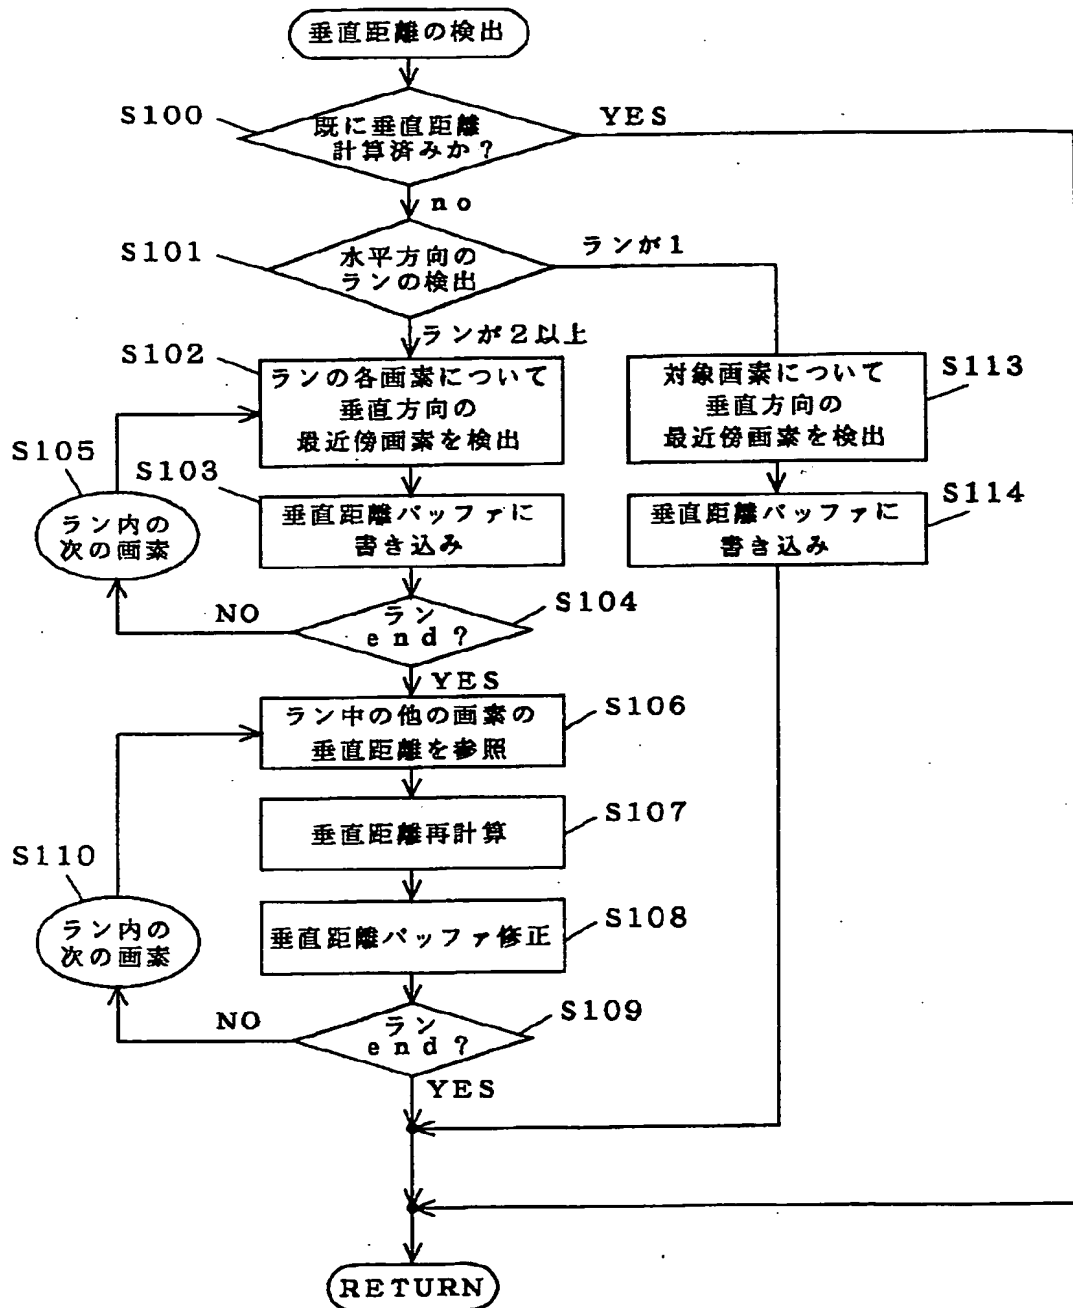 垂直距離の検出
S100
既に垂直距離
計算済みか？
YES
no
S101
水平方向の
ランの検出
ランが1
ランが2以上
S102
ランの各画素について
垂直方向の
最近傍画素を検出
対象画素について
垂直方向の
最近傍画素を検出
S113
S105
ラン内の
次の画素
S103
垂直距離バッファに
書き込み
垂直距離バッファに
書き込み
S114
NO
ラン
end？
S104
YES
ラン中の他の画素の
垂直距離を参照
S106
垂直距離再計算
S107
S110
ラン内の
次の画素
垂直距離バッファ修正
S108
NO
ラン
end？
S109
YES
RETURN